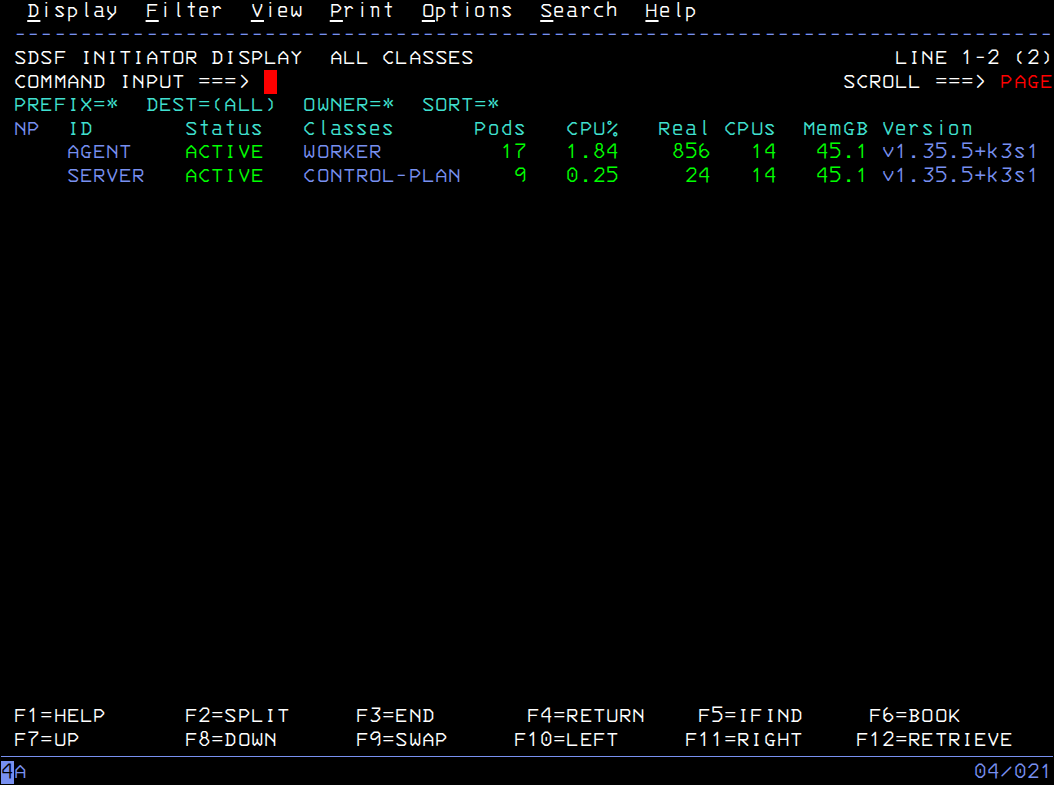 Display Filter View Print Options Search Help
--------------------------------------------------------------------------------
SDSF INITIATOR DISPLAY ALL CLASSES LINE 1-2 (2)
COMMAND INPUT ===> SCROLL ===> PAGE
PREFIX=* DEST=(ALL) OWNER=* SORT=*
NP ID Status Classes Pods CPU% Real CPUs MemGB Version
AGENT ACTIVE WORKER 17 1.84 856 14 45.1 v1.35.5+k3s1
SERVER ACTIVE CONTROL-PLAN 9 0.25 24 14 45.1 v1.35.5+k3s1
F1=HELP F2=SPLIT F3=END F4=RETURN F5=IFIND F6=BOOK
F7=UP F8=DOWN F9=SWAP F10=LEFT F11=RIGHT F12=RETRIEVE
4A 04/021